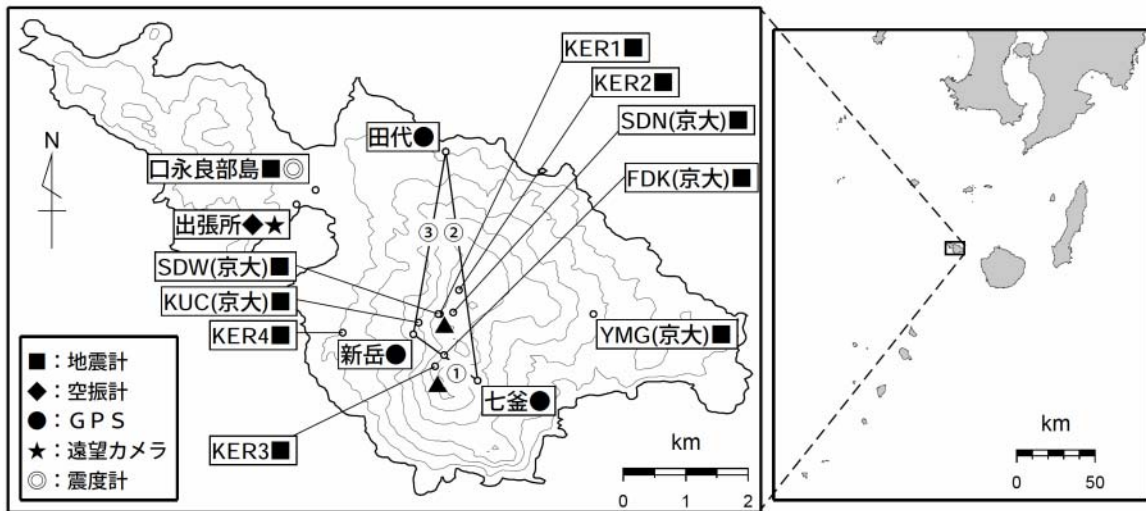 KER1■
KER2■
SDN(京大)■
田代●
FDK(京大)■
N
口永良部島■◎
出張所◆★
③ ②
SDW(京大)■
KUC(京大)■
KER4■
YMG(京大)■
新岳●
①
七釜●
■：地震計
◆：空振計
●：ＧＰＳ
★：遠望カメラ
◎：震度計
KER3■
km
0 1 2
km
0 50